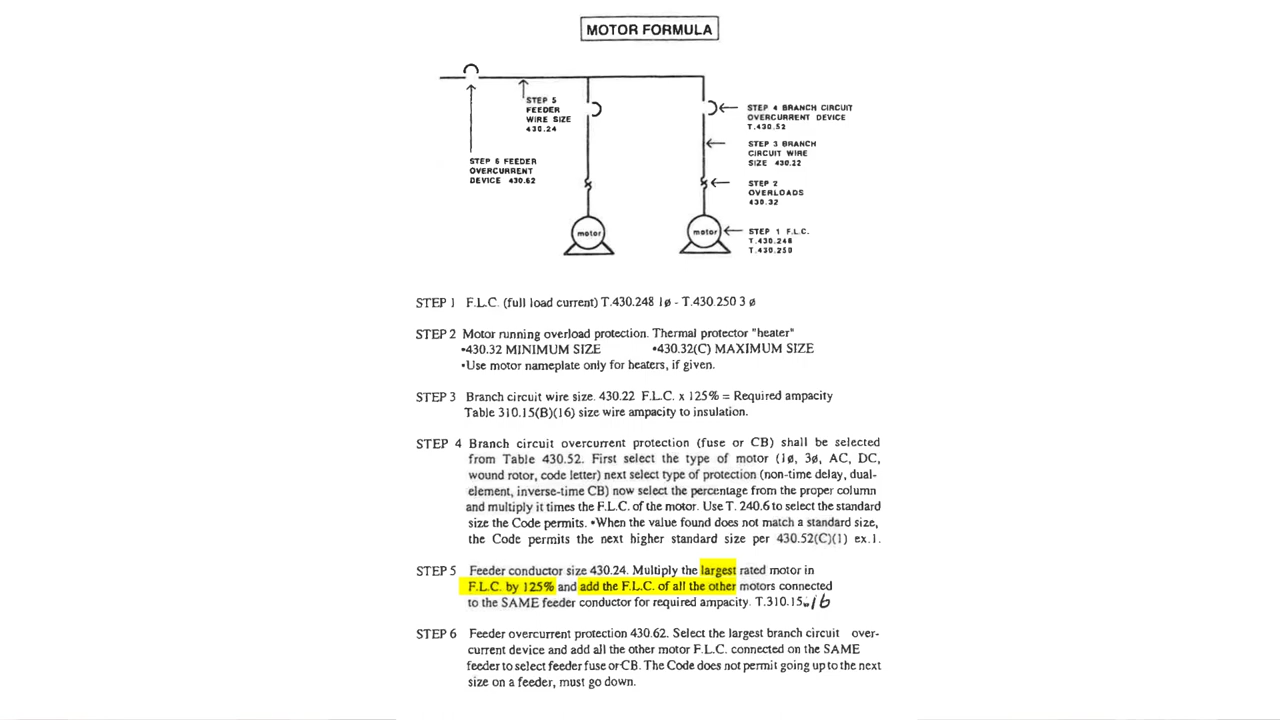 MOTOR FORMULA
STEP 5
FEEDER
WIRE SIZE
430.24
STEP 6 FEEDER
OVERCURRENT
DEVICE 430.62
STEP 4 BRANCH CIRCUIT
OVERCURRENT DEVICE
T.430.52
STEP 3 BRANCH
CIRCUIT WIRE
SIZE 430.22
STEP 2
OVERLOADS
430.32
motor
motor
STEP 1 F.L.C.
T.430.248
T.430.250
STEP 1 F.L.C. (full load current) T.430.248 1ø - T.430.250 3 ø
STEP 2 Motor running overload protection. Thermal protector "heater"
•430.32 MINIMUM SIZE •430.32(C) MAXIMUM SIZE
•Use motor nameplate only for heaters, if given.
STEP 3 Branch circuit wire size. 430.22 F.L.C. x 125% = Required ampacity
Table 310.15(B)(16) size wire ampacity to insulation.
STEP 4 Branch circuit overcurrent protection (fuse or CB) shall be selected
from Table 430.52. First select the type of motor (1ø, 3ø, AC, DC,
wound rotor, code letter) next select type of protection (non-time delay, dual-
element, inverse-time CB) now select the percentage from the proper column
and multiply it times the F.L.C. of the motor. Use T. 240.6 to select the standard
size the Code permits. •When the value found does not match a standard size,
the Code permits the next higher standard size per 430.52(C)(1) ex.1.
STEP 5 Feeder conductor size 430.24. Multiply the largest rated motor in
F.L.C. by 125% and add the F.L.C. of all the other motors connected
to the SAME feeder conductor for required ampacity. T.310.15.16
STEP 6 Feeder overcurrent protection 430.62. Select the largest branch circuit over-
current device and add all the other motor F.L.C. connected on the SAME
feeder to select feeder fuse or CB. The Code does not permit going up to the next
size on a feeder, must go down.